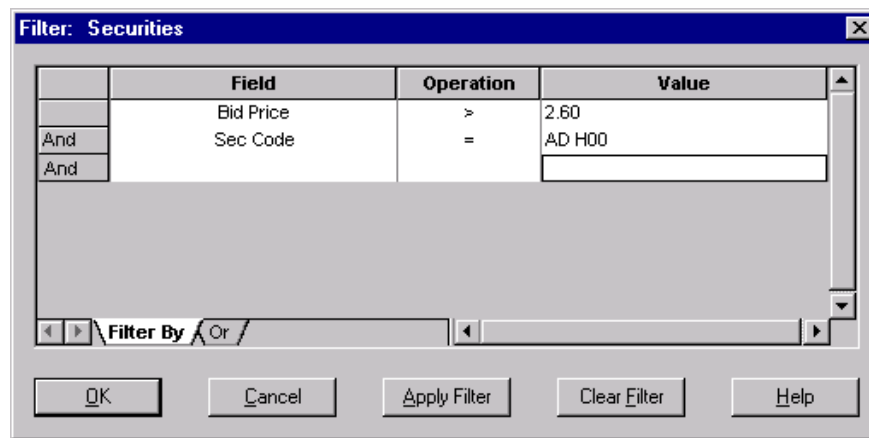 Filter: Securities
Field Operation Value
Bid Price > 2.60
And Sec Code = AD H00
And
Filter By Or
OK Cancel Apply Filter Clear Filter Help